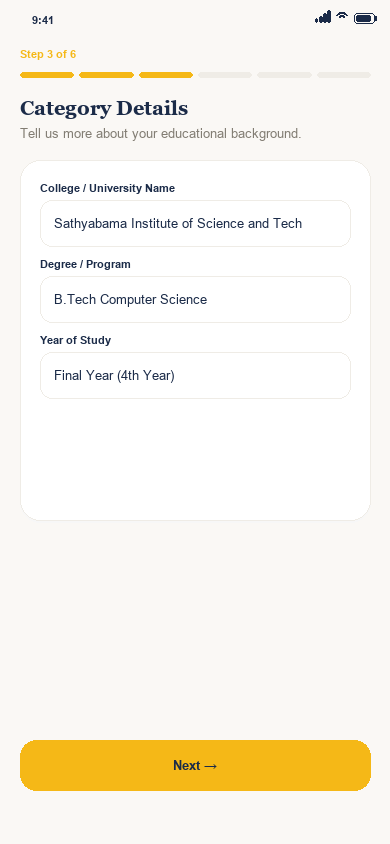 9:41
Step 3 of 6
Category Details
Tell us more about your educational background.
College / University Name
Sathyabama Institute of Science and Tech
Degree / Program
B.Tech Computer Science
Year of Study
Final Year (4th Year)
Next →